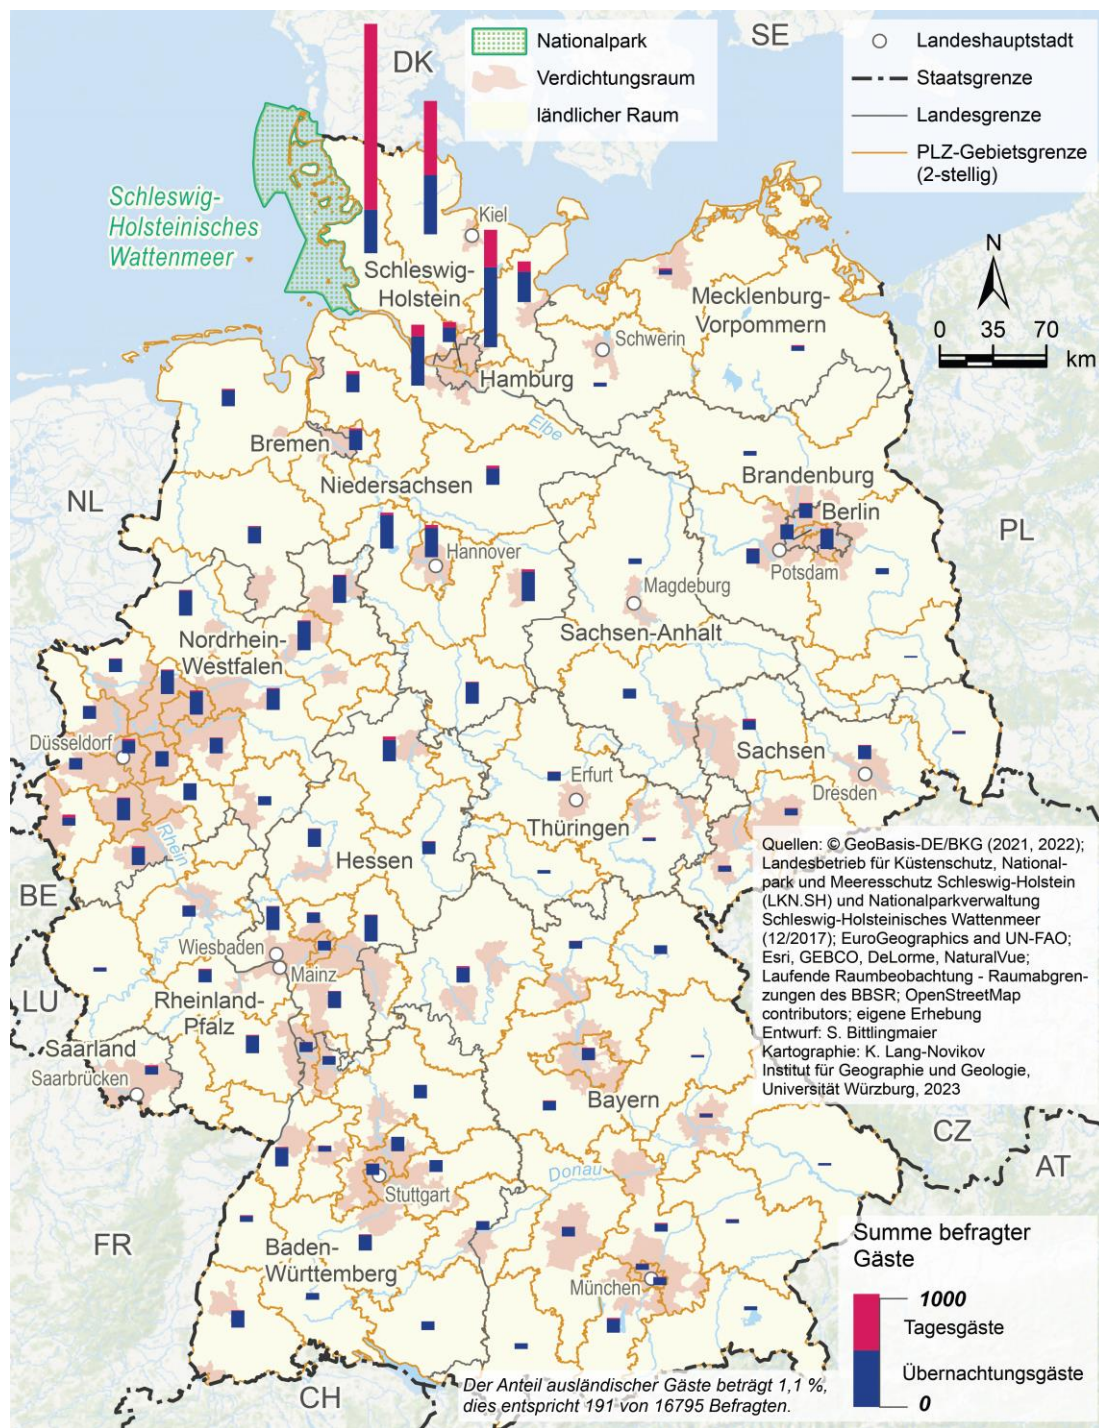 SE
DK
Nationalpark
Verdichtungsraum
ländlicher Raum
Landeshauptstadt
Staatsgrenze
Landesgrenze
PLZ-Gebietsgrenze
(2-stellig)
Schleswig-
Holsteinisches
Wattenmeer
Kiel
Schleswig-
Holstein
N
0 35 70
km
Mecklenburg-
Vorpommern
Schwerin
Hamburg
Elbe
Bremen
Niedersachsen
NL
Brandenburg
Berlin
PL
Hannover
Potsdam
Magdeburg
Sachsen-Anhalt
Nordrhein-
Westfalen
Düsseldorf
Sachsen
Dresden
Erfurt
Thüringen
Rhein
Hessen
BE
Quellen: © GeoBasis-DE/BKG (2021, 2022);
Landesbetrieb für Küstenschutz, National-
park und Meeresschutz Schleswig-Holstein
(LKN.SH) und Nationalparkverwaltung
Schleswig-Holsteinisches Wattenmeer
(12/2017); EuroGeographics and UN-FAO;
Esri, GEBCO, DeLorme, NaturalVue;
Laufende Raumbeobachtung - Raumabgren-
zungen des BBSR; OpenStreetMap
contributors; eigene Erhebung
Entwurf: S. Bittlingmaier
Kartographie: K. Lang-Novikov
Institut für Geographie und Geologie,
Universität Würzburg, 2023
Wiesbaden
Mainz
LU
Rheinland-
Pfalz
Saarland
Saarbrücken
Bayern
CZ
AT
Donau
Stuttgart
FR
Baden-
Württemberg
München
Summe befragter
Gäste
1000
Tagesgäste
Übernachtungsgäste
0
CH
Der Anteil ausländischer Gäste beträgt 1,1 %,
dies entspricht 191 von 16795 Befragten.